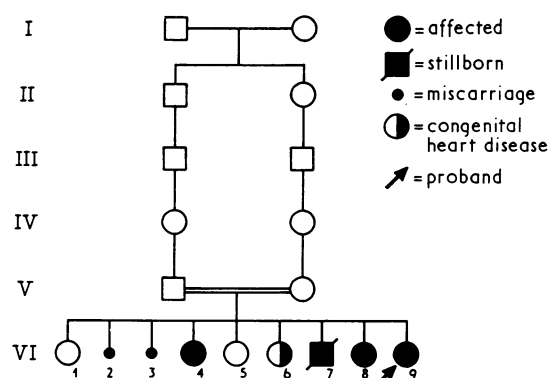 I
II
III
IV
V
VI
= affected
= stillborn
= miscarriage
= congenital
heart disease
= proband
1 2 3 4 5 6 7 8 9